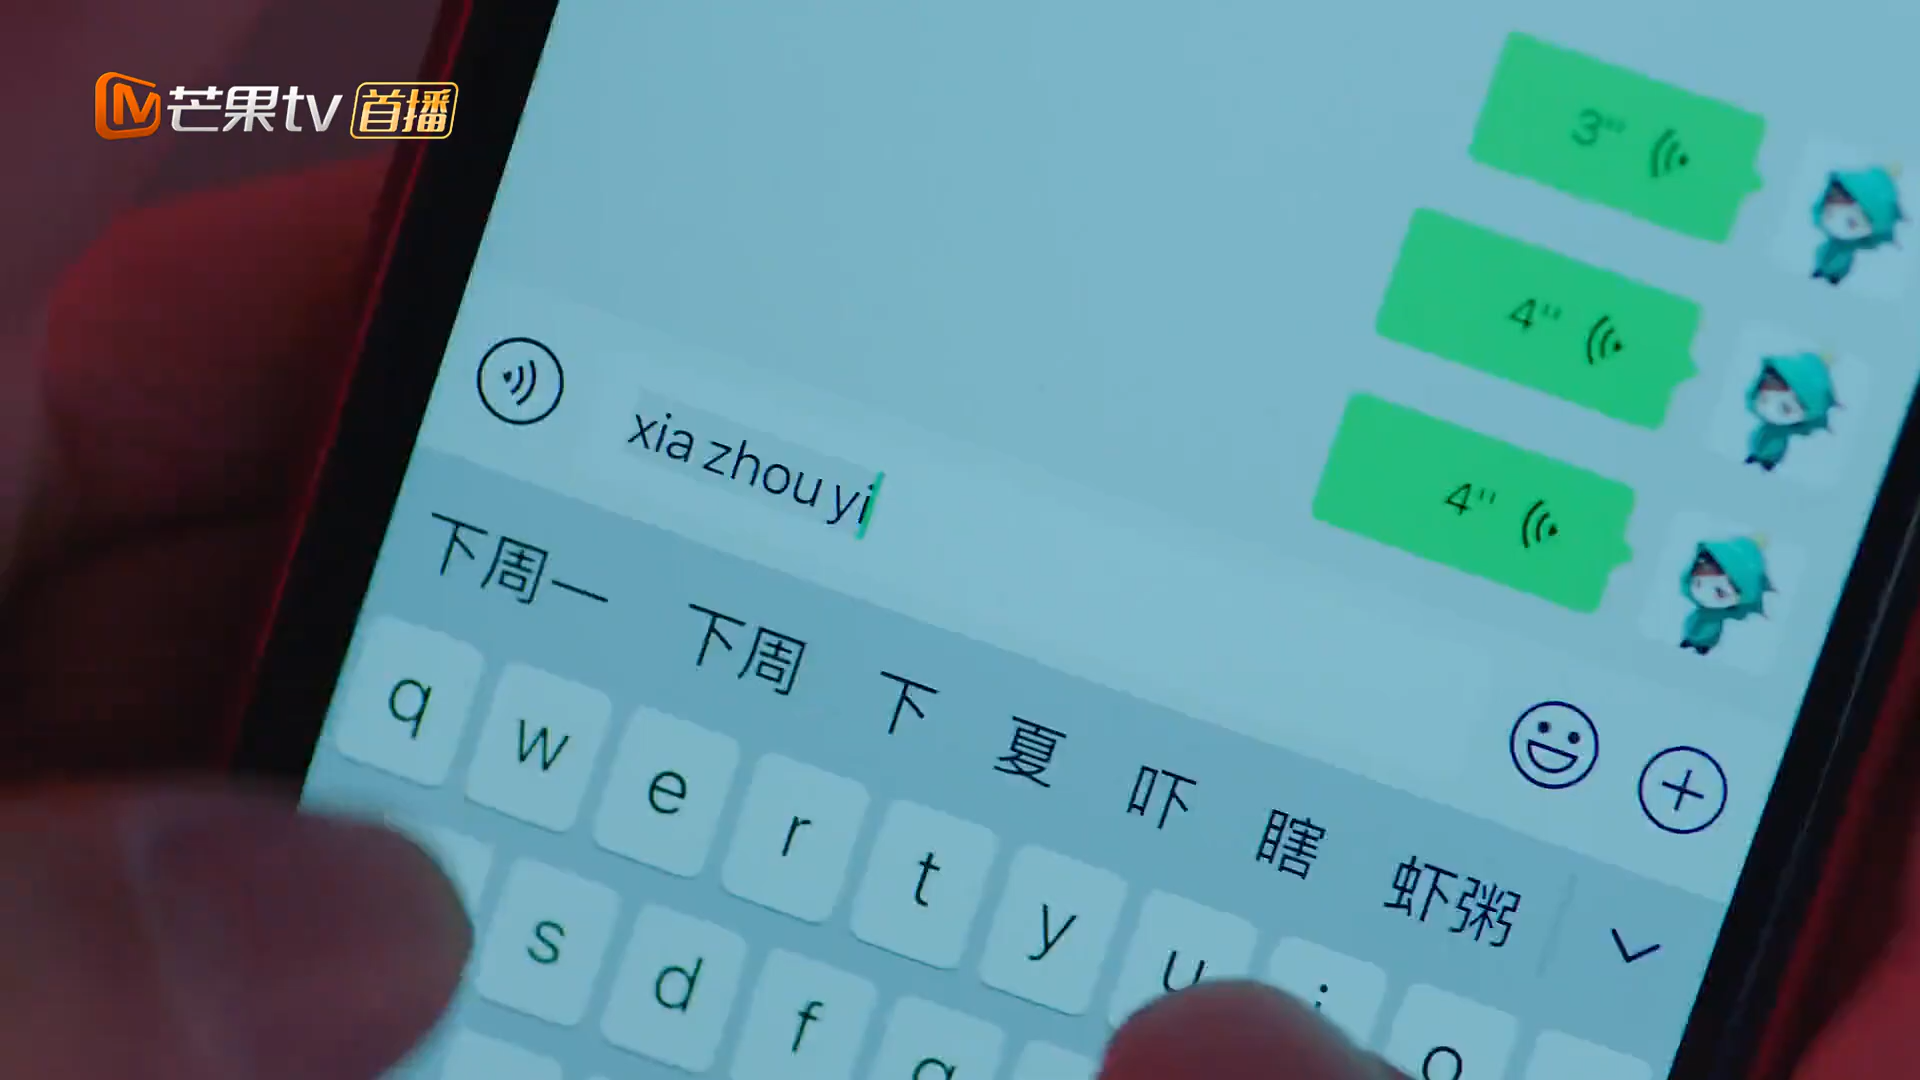 芒果tv 首播
3"
4"
4"
xia zhou yi
下周一 下周 下 夏 吓 瞎 虾粥
q w e r t y u i o
s d f g